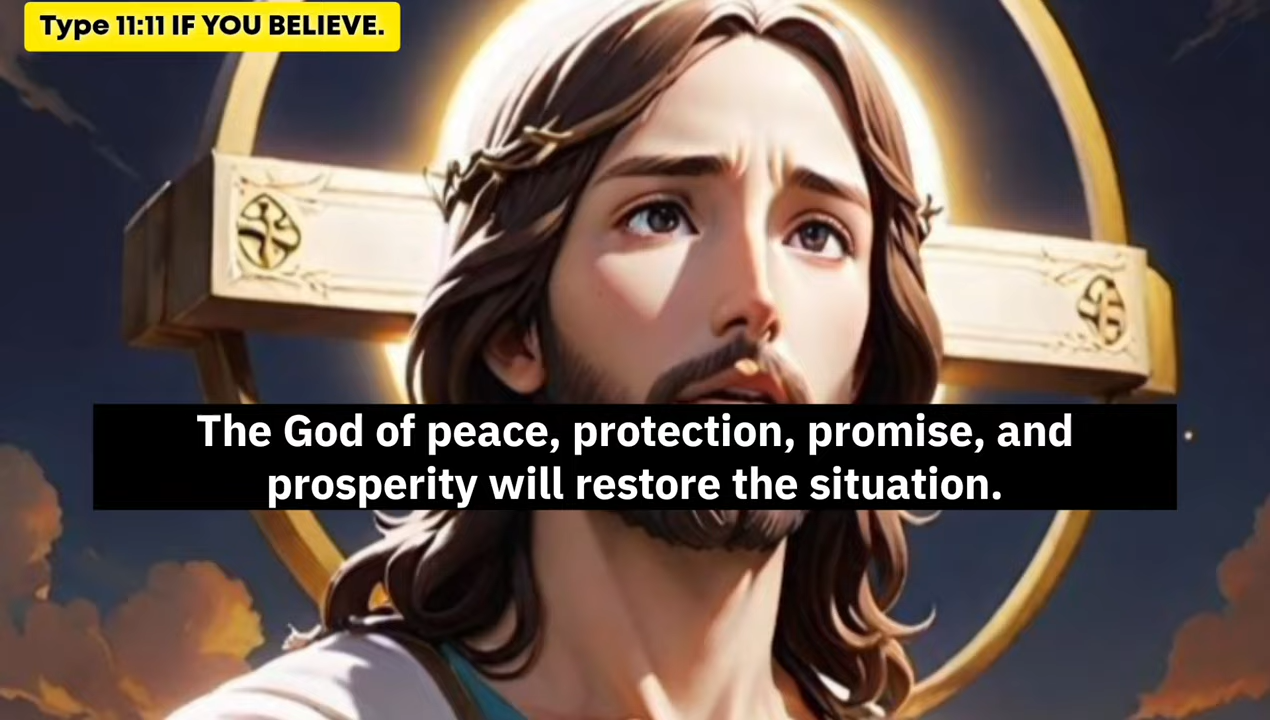 Type 11:11 IF YOU BELIEVE.
The God of peace, protection, promise, and
prosperity will restore the situation.